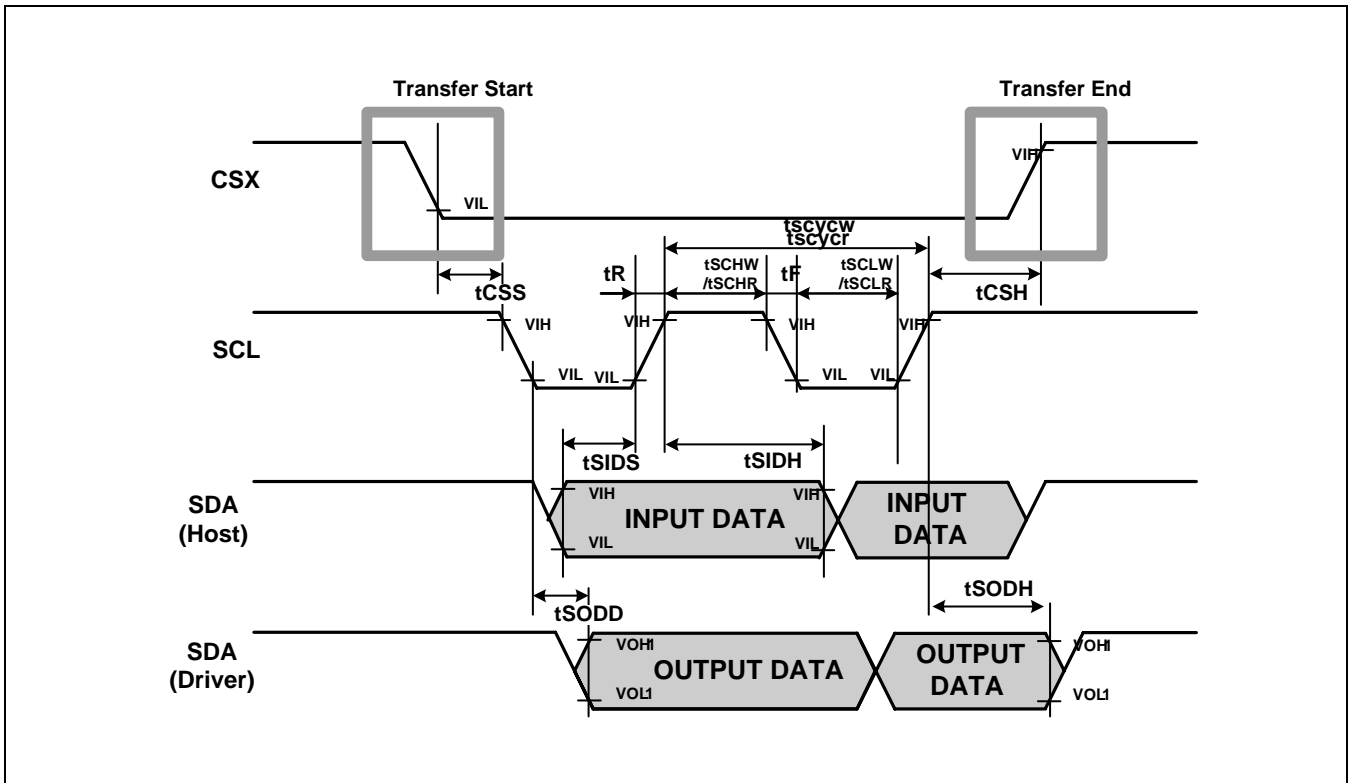 Transfer Start
Transfer End
CSX
VIL
VIH
tscycw
tscycr
tCSS
tR
tSCHW
/tSCHR
tF
tSCLW
/tSCLR
tCSH
SCL
VIH
VIL
VIL
VIH
VIH
VIL
VIL
VIH
tSIDS
tSIDH
SDA
(Host)
VIH
VIL
INPUT DATA
VIH
VIL
INPUT
DATA
tSODD
tSODH
SDA
(Driver)
VOH1
VOL1
OUTPUT DATA
OUTPUT
DATA
VOH1
VOL1